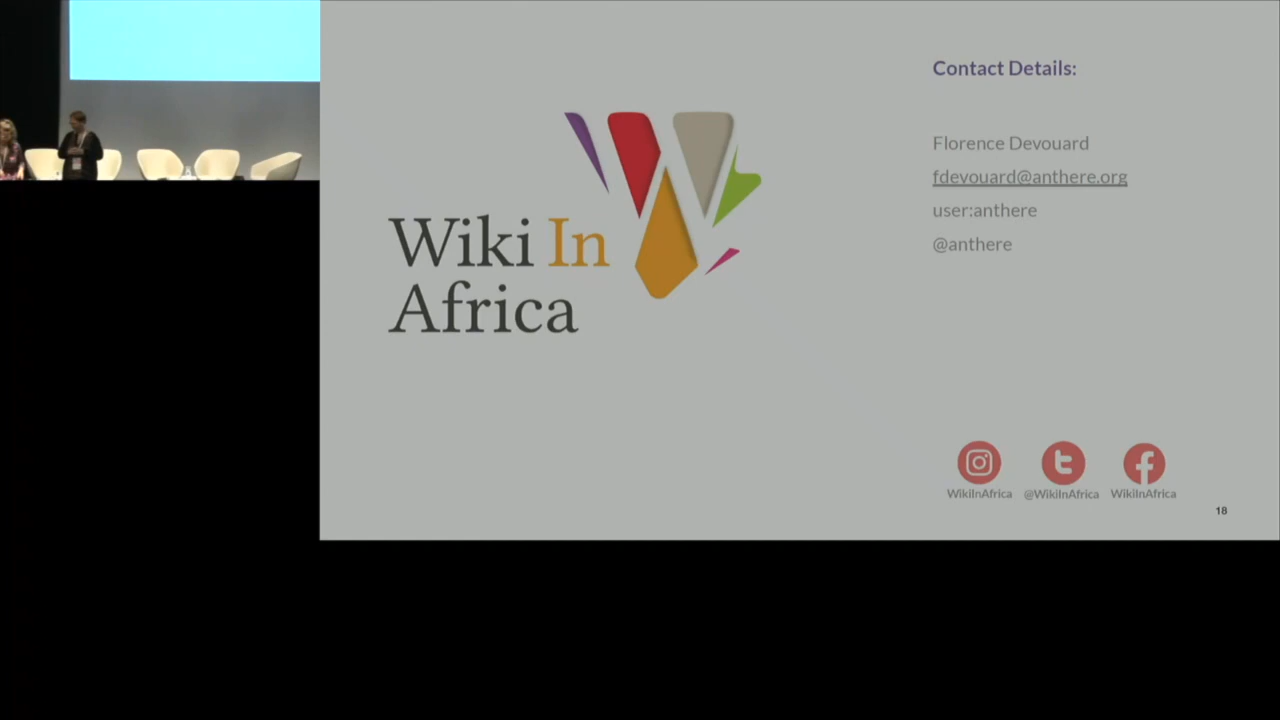 Wiki In
Africa
Contact Details:
Florence Devouard
fdevouard@anthere.org
user:anthere
@anthere
WikiInAfrica
@WikiInAfrica
WikiInAfrica
18